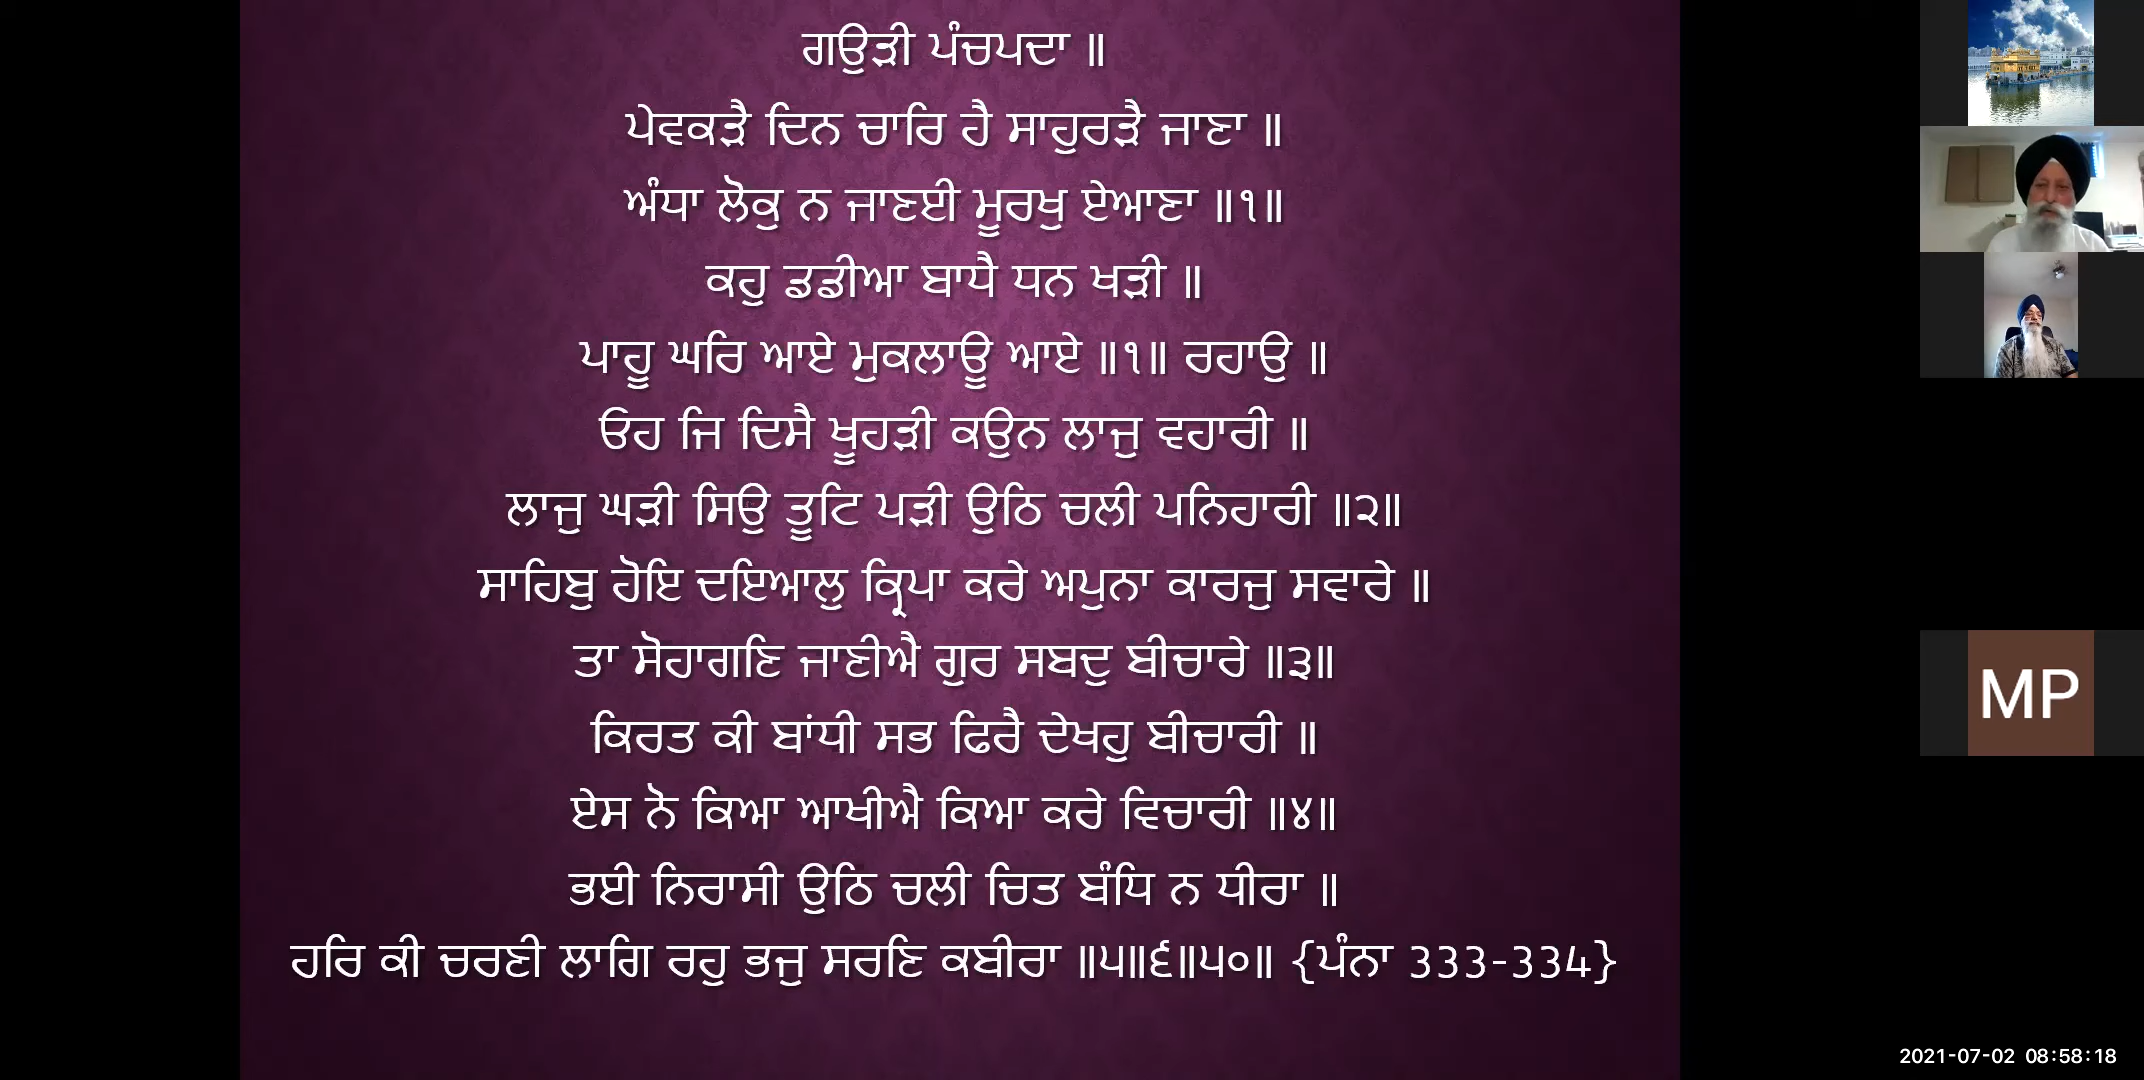 ਗਉੜੀ ਪੰਚਪਦਾ ॥
ਪੇਵਕੜੈ ਦਿਨ ਚਾਰਿ ਹੈ ਸਾਹੁਰੜੈ ਜਾਣਾ ॥
ਅੰਧਾ ਲੋਕੁ ਨ ਜਾਣਈ ਮੂਰਖੁ ਏਆਣਾ ॥੧॥
ਕਹੁ ਡਡੀਆ ਬਾਧੈ ਧਨ ਖੜੀ ॥
ਪਾਹੂ ਘਰਿ ਆਏ ਮੁਕਲਾਊ ਆਏ ॥੧॥ ਰਹਾਉ ॥
ਓਹ ਜਿ ਦਿਸੈ ਖੂਹੜੀ ਕਉਨ ਲਾਜੁ ਵਹਾਰੀ ॥
ਲਾਜੁ ਘੜੀ ਸਿਉ ਤੂਟਿ ਪੜੀ ਉਠਿ ਚਲੀ ਪਨਿਹਾਰੀ ॥੨॥
ਸਾਹਿਬੁ ਹੋਇ ਦਇਆਲੁ ਕ੍ਰਿਪਾ ਕਰੇ ਅਪੁਨਾ ਕਾਰਜੁ ਸਵਾਰੇ ॥
ਤਾ ਸੋਹਾਗਣਿ ਜਾਣੀਐ ਗੁਰ ਸਬਦੁ ਬੀਚਾਰੇ ॥੩॥
ਕਿਰਤ ਕੀ ਬਾਂਧੀ ਸਭ ਫਿਰੈ ਦੇਖਹੁ ਬੀਚਾਰੀ ॥
ਏਸ ਨੋ ਕਿਆ ਆਖੀਐ ਕਿਆ ਕਰੇ ਵਿਚਾਰੀ ॥੪॥
ਭਈ ਨਿਰਾਸੀ ਉਠਿ ਚਲੀ ਚਿਤ ਬੰਧਿ ਨ ਧੀਰਾ ॥
ਹਰਿ ਕੀ ਚਰਣੀ ਲਾਗਿ ਰਹੁ ਭਜੁ ਸਰਣਿ ਕਬੀਰਾ ॥੫॥੬॥੫੦॥ {ਪੰਨਾ 333-334}
MP
2021-07-02 08:58:18